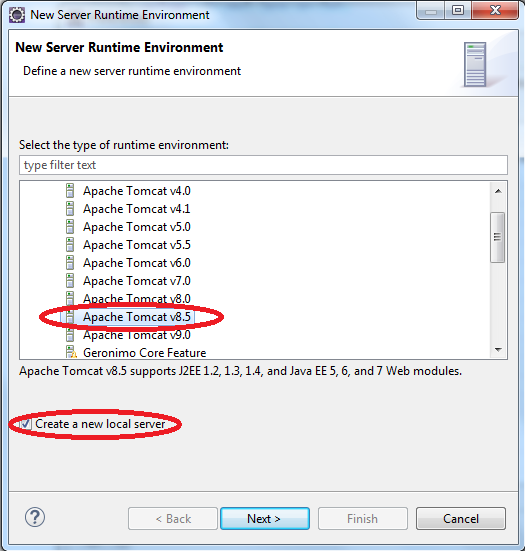 New Server Runtime Environment
New Server Runtime Environment
Define a new server runtime environment
Select the type of runtime environment:
type filter text
Apache Tomcat v4.0
Apache Tomcat v4.1
Apache Tomcat v5.0
Apache Tomcat v5.5
Apache Tomcat v6.0
Apache Tomcat v7.0
Apache Tomcat v8.0
Apache Tomcat v8.5
Apache Tomcat v9.0
Geronimo Core Feature
Apache Tomcat v8.5 supports J2EE 1.2, 1.3, 1.4, and Java EE 5, 6, and 7 Web modules.
Create a new local server
? < Back Next > Finish Cancel